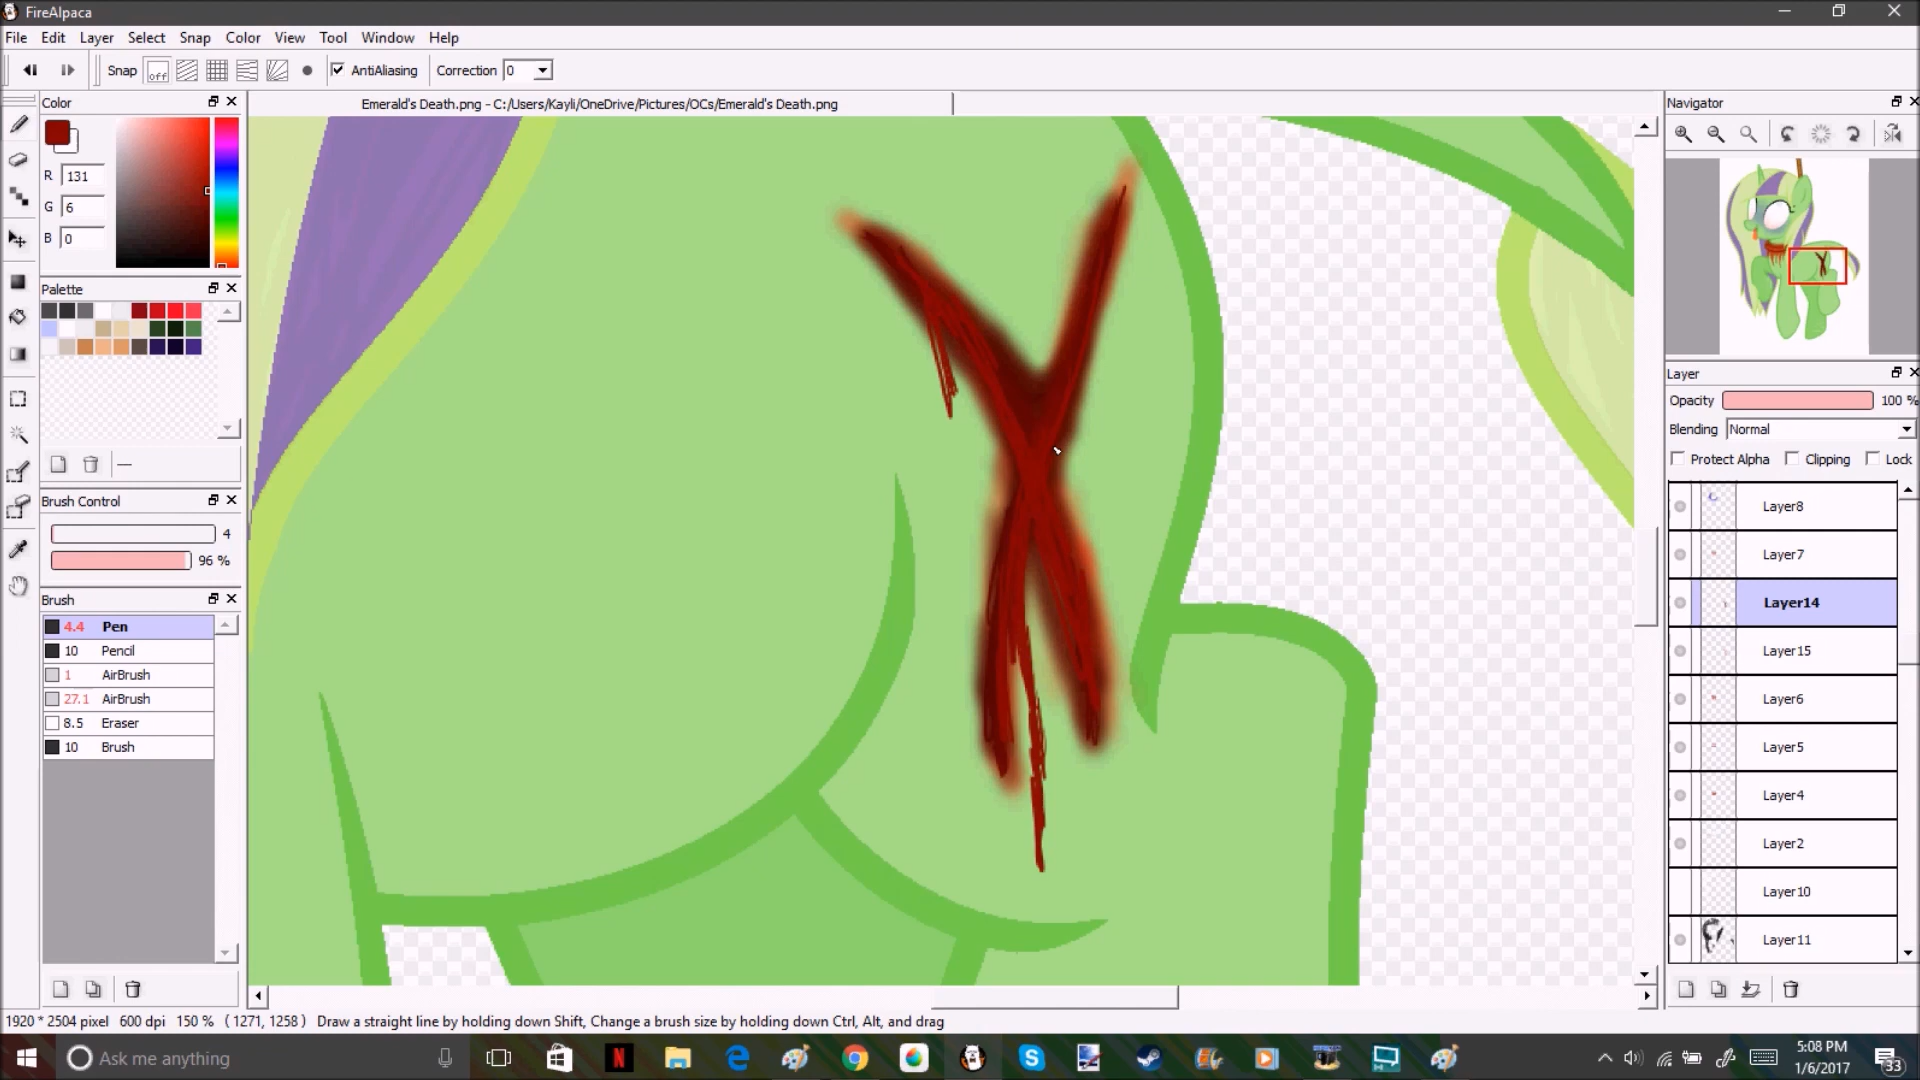 FireAlpaca
File Edit Layer Select Snap Color View Tool Window Help
Snap off AntiAliasing Correction 0
Color
Emerald's Death.png - C:/Users/Kayli/OneDrive/Pictures/OCs/Emerald's Death.png
Navigator
R 131
G 6
B 0
Palette
Layer
Opacity 100 %
Blending Normal
Protect Alpha Clipping Lock
Brush Control
4
96 %
Brush
4.4 Pen
10 Pencil
1 AirBrush
27.1 AirBrush
8.5 Eraser
10 Brush
Layer8
Layer7
Layer14
Layer15
Layer6
Layer5
Layer4
Layer2
Layer10
Layer11
1920 * 2504 pixel 600 dpi 150 % ( 1271, 1258 ) Draw a straight line by holding down Shift, Change a brush size by holding down Ctrl, Alt, and drag
Ask me anything
N
5:08 PM
1/6/2017
33